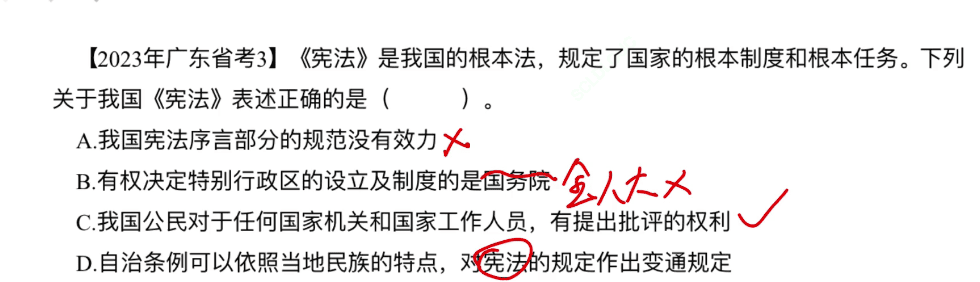 【2023年广东省考3】《宪法》是我国的根本法，规定了国家的根本制度和根本任务。下列
关于我国《宪法》表述正确的是（　　）。
A.我国宪法序言部分的规范没有效力 ×
B.有权决定特别行政区的设立及制度的是国务院 全人大 ×
C.我国公民对于任何国家机关和国家工作人员，有提出批评的权利 ✓
D.自治条例可以依照当地民族的特点，对宪法的规定作出变通规定